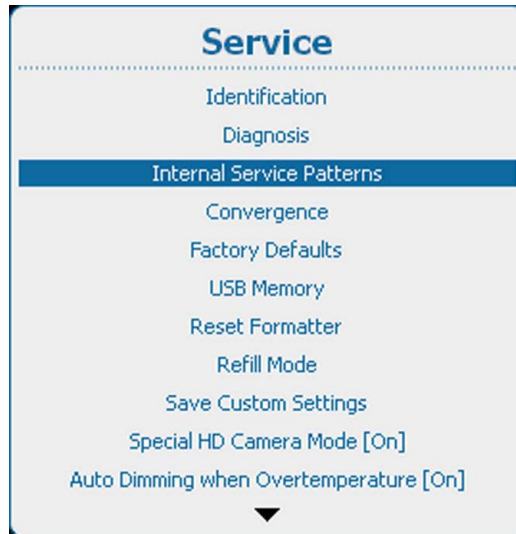 Service
Identification
Diagnosis
Internal Service Patterns
Convergence
Factory Defaults
USB Memory
Reset Formatter
Refill Mode
Save Custom Settings
Special HD Camera Mode [On]
Auto Dimming when Overtemperature [On]